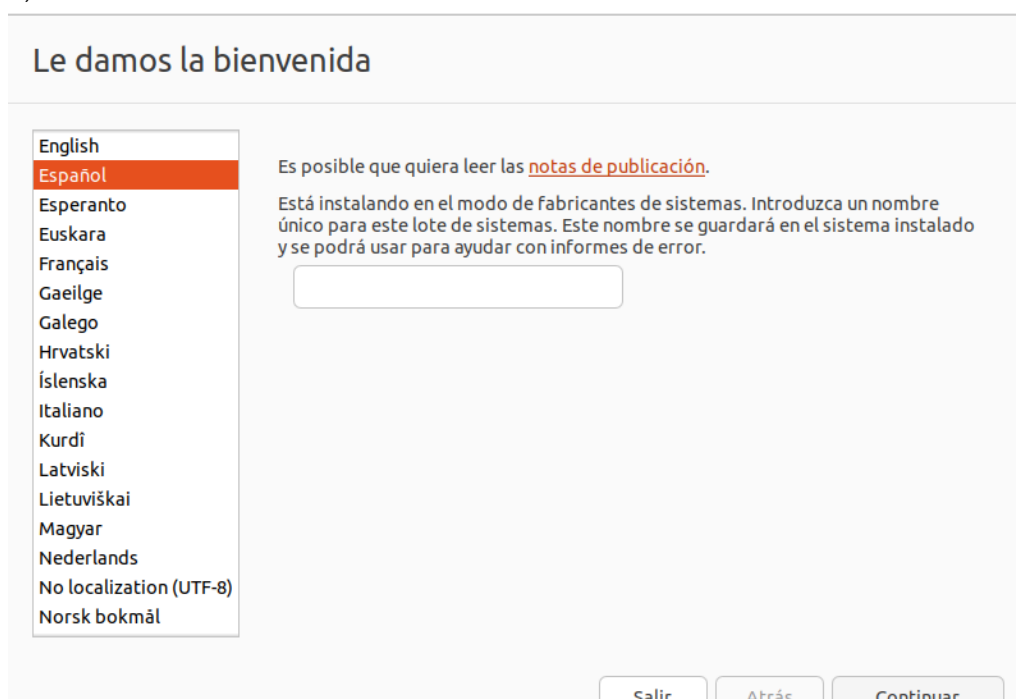 Le damos la bienvenida
English
Español
Esperanto
Euskara
Français
Gaeilge
Galego
Hrvatski
Íslenska
Italiano
Kurdî
Latviski
Lietuviškai
Magyar
Nederlands
No localization (UTF-8)
Norsk bokmål
Es posible que quiera leer las notas de publicación.
Está instalando en el modo de fabricantes de sistemas. Introduzca un nombre
único para este lote de sistemas. Este nombre se guardará en el sistema instalado
y se podrá usar para ayudar con informes de error.
Salir
Atrás
Continuar